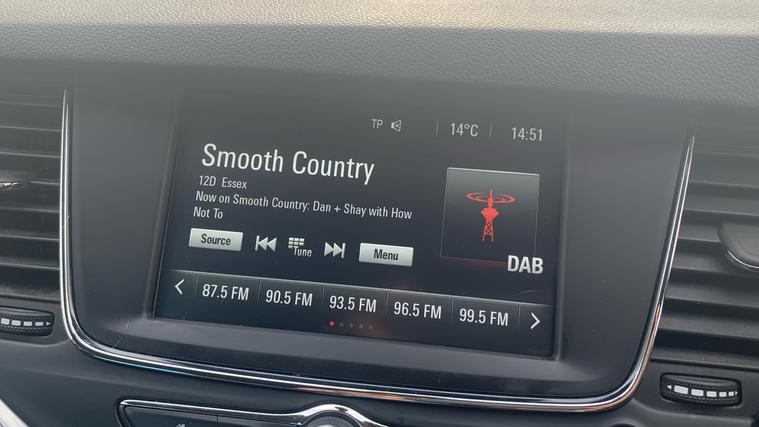 TP 14°C 14:51
Smooth Country
12D Essex
Now on Smooth Country: Dan + Shay with How
Not To
Source Tune Menu
DAB
87.5 FM 90.5 FM 93.5 FM 96.5 FM 99.5 FM